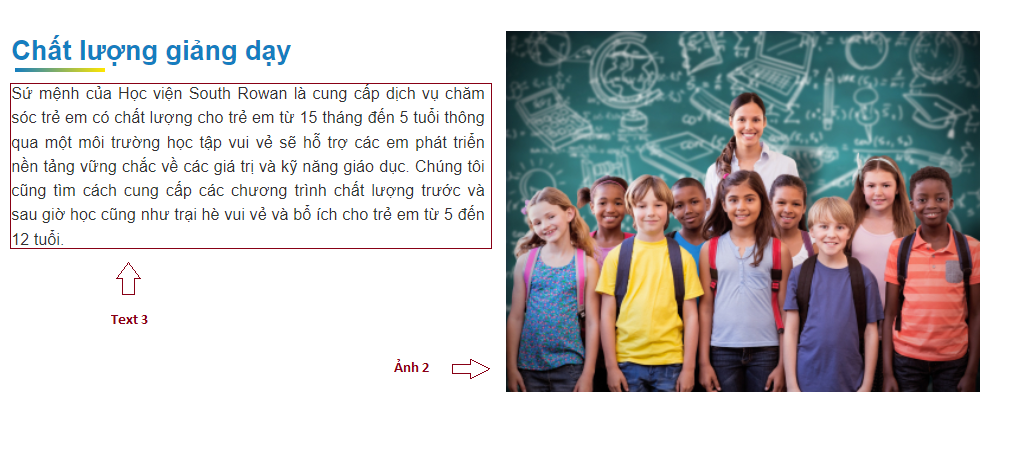 Chất lượng giảng dạy
Sứ mệnh của Học viện South Rowan là cung cấp dịch vụ chăm
sóc trẻ em có chất lượng cho trẻ em từ 15 tháng đến 5 tuổi thông
qua một môi trường học tập vui vẻ sẽ hỗ trợ các em phát triển
nền tảng vững chắc về các giá trị và kỹ năng giáo dục. Chúng tôi
cũng tìm cách cung cấp các chương trình chất lượng trước và
sau giờ học cũng như trại hè vui vẻ và bổ ích cho trẻ em từ 5 đến
12 tuổi.
Text 3
Ảnh 2